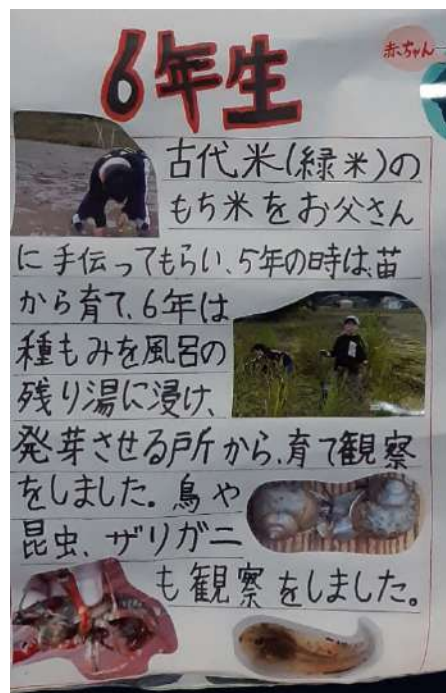 6年生
赤ちゃん
古代米(緑米)の
もち米をお父さん
に手伝ってもらい、5年の時は、苗
から育て、6年は
種もみを風呂の
残り湯に浸け、
発芽させる戸所から、育て観察
をしました。鳥や
昆虫、ザリガニ
も観察をしました。